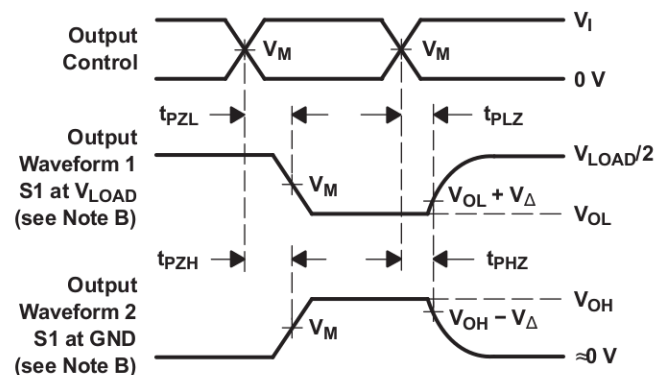 Output
Control
V_M
V_M
V_I
0 V
t_PZL
t_PLZ
Output
Waveform 1
S1 at V_LOAD
(see Note B)
V_M
V_LOAD/2
V_OL + V_Δ
V_OL
t_PZH
t_PHZ
Output
Waveform 2
S1 at GND
(see Note B)
V_M
V_OH
V_OH − V_Δ
≈0 V